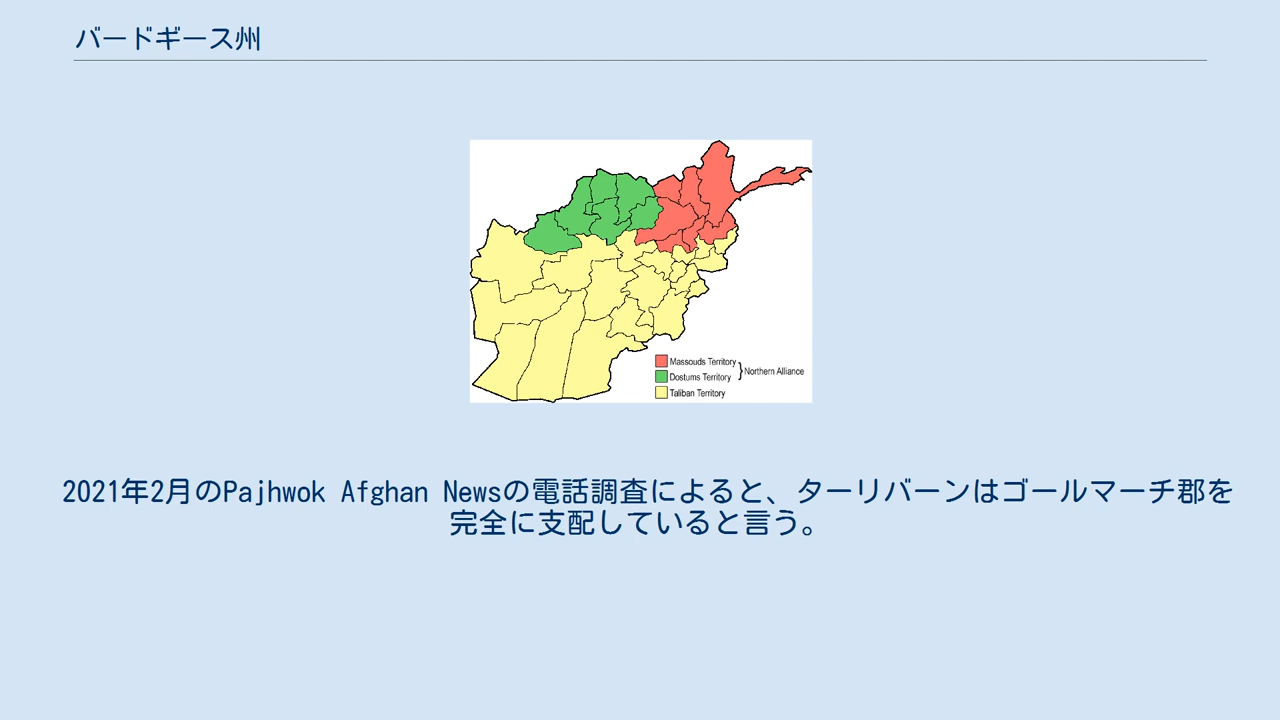 バードギース州
Massouds Territory
Dostums Territory
Northern Alliance
Taliban Territory
2021年2月のPajhwok Afghan Newsの電話調査によると、ターリバーンはゴールマーチ郡を
完全に支配していると言う。